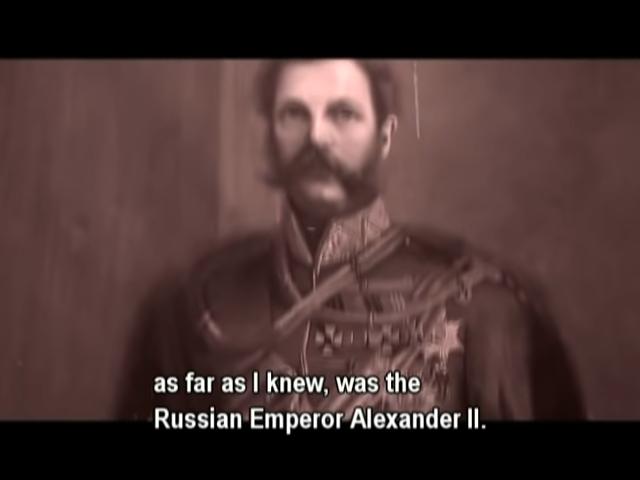 as far as I knew, was the
Russian Emperor Alexander II.